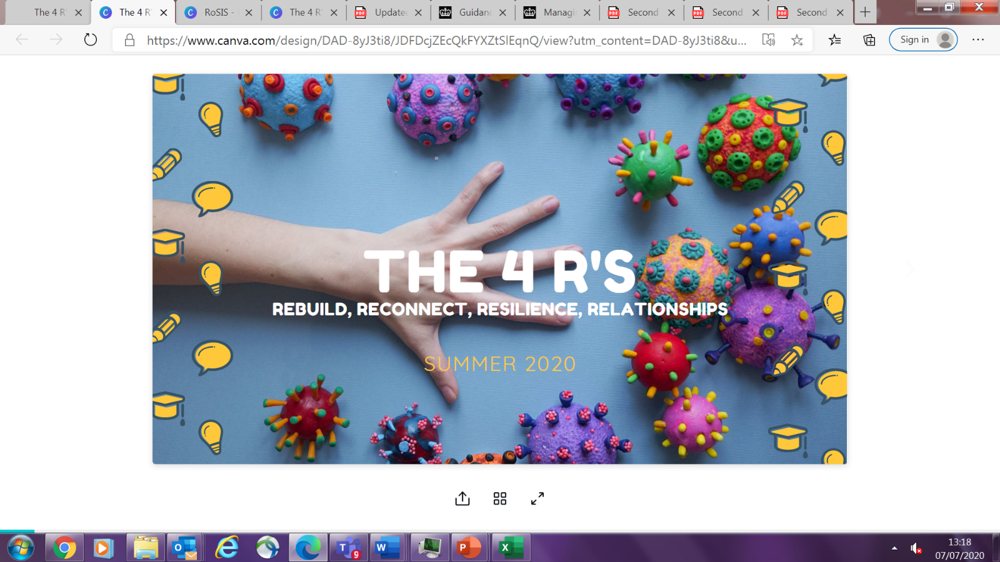 The 4 R'
The 4 R'
RoSIS -
The 4 R'
Update
Guidan
Managi
Second
Second
Second
https://www.canva.com/design/DAD-8yJ3ti8/JDFDcjZEcQkFYXZtSlEqnQ/view?utm_content=DAD-8yJ3ti8&u...
Sign in
THE 4 R'S
REBUILD, RECONNECT, RESILIENCE, RELATIONSHIPS
SUMMER 2020
9
13:18
07/07/2020